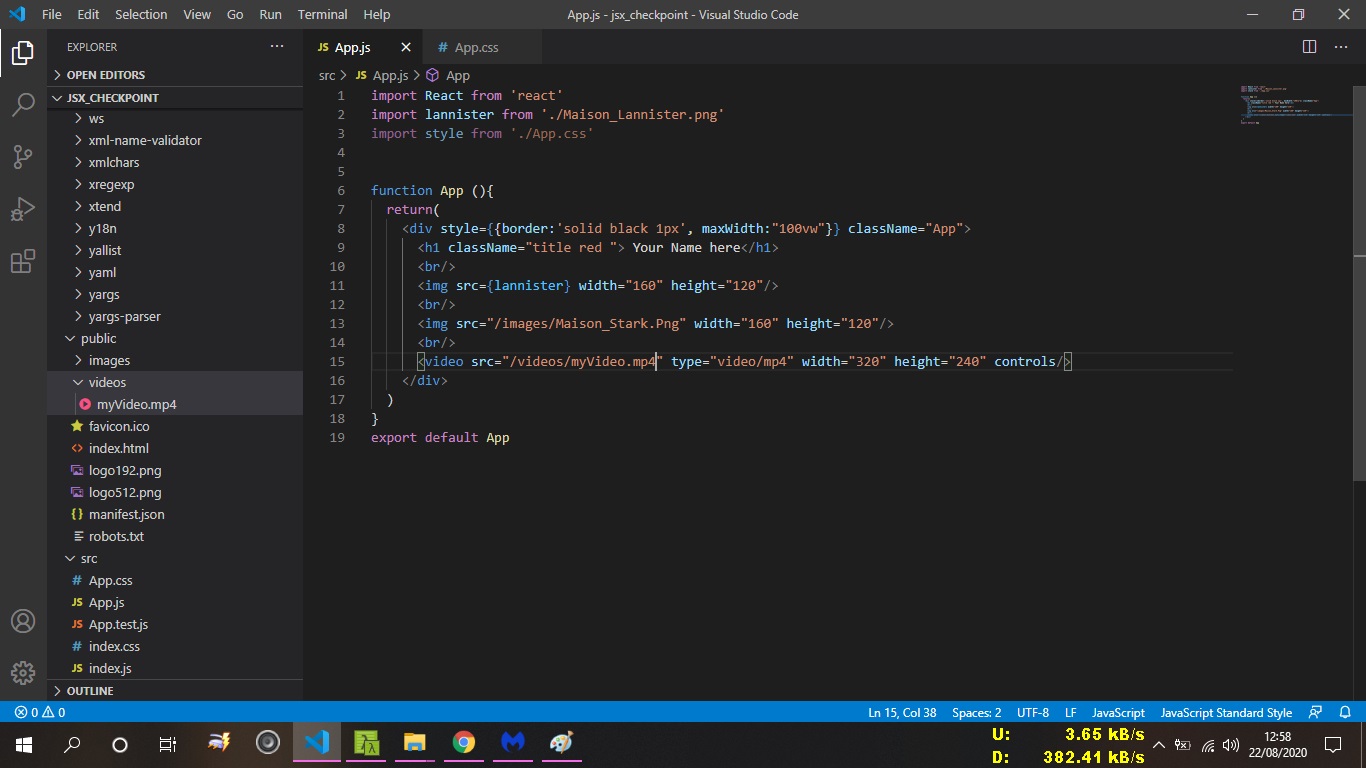 File Edit Selection View Go Run Terminal Help
App.js - jsx_checkpoint - Visual Studio Code
EXPLORER
OPEN EDITORS
JSX_CHECKPOINT
ws
xml-name-validator
xmlchars
xregexp
xtend
y18n
yallist
yaml
yargs
yargs-parser
public
images
videos
myVideo.mp4
favicon.ico
index.html
logo192.png
logo512.png
manifest.json
robots.txt
src
# App.css
JS App.js
JS App.test.js
# index.css
JS index.js
OUTLINE
JS App.js
# App.css
src > JS App.js > App
1 import React from 'react'
2 import lannister from './Maison_Lannister.png'
3 import style from './App.css'
4
5
6 function App (){
7 return(
8 <div style={{border:'solid black 1px', maxWidth:"100vw"}} className="App">
9 <h1 className="title red "> Your Name here</h1>
10 <br/>
11 <img src={lannister} width="160" height="120"/>
12 <br/>
13 <img src="/images/Maison_Stark.Png" width="160" height="120"/>
14 <br/>
15 <video src="/videos/myVideo.mp4" type="video/mp4" width="320" height="240" controls/>
16 </div>
17 )
18 }
19 export default App
0 0
Ln 15, Col 38 Spaces: 2 UTF-8 LF JavaScript JavaScript Standard Style
U: 3.65 kB/s
D: 382.41 kB/s
12:58
22/08/2020